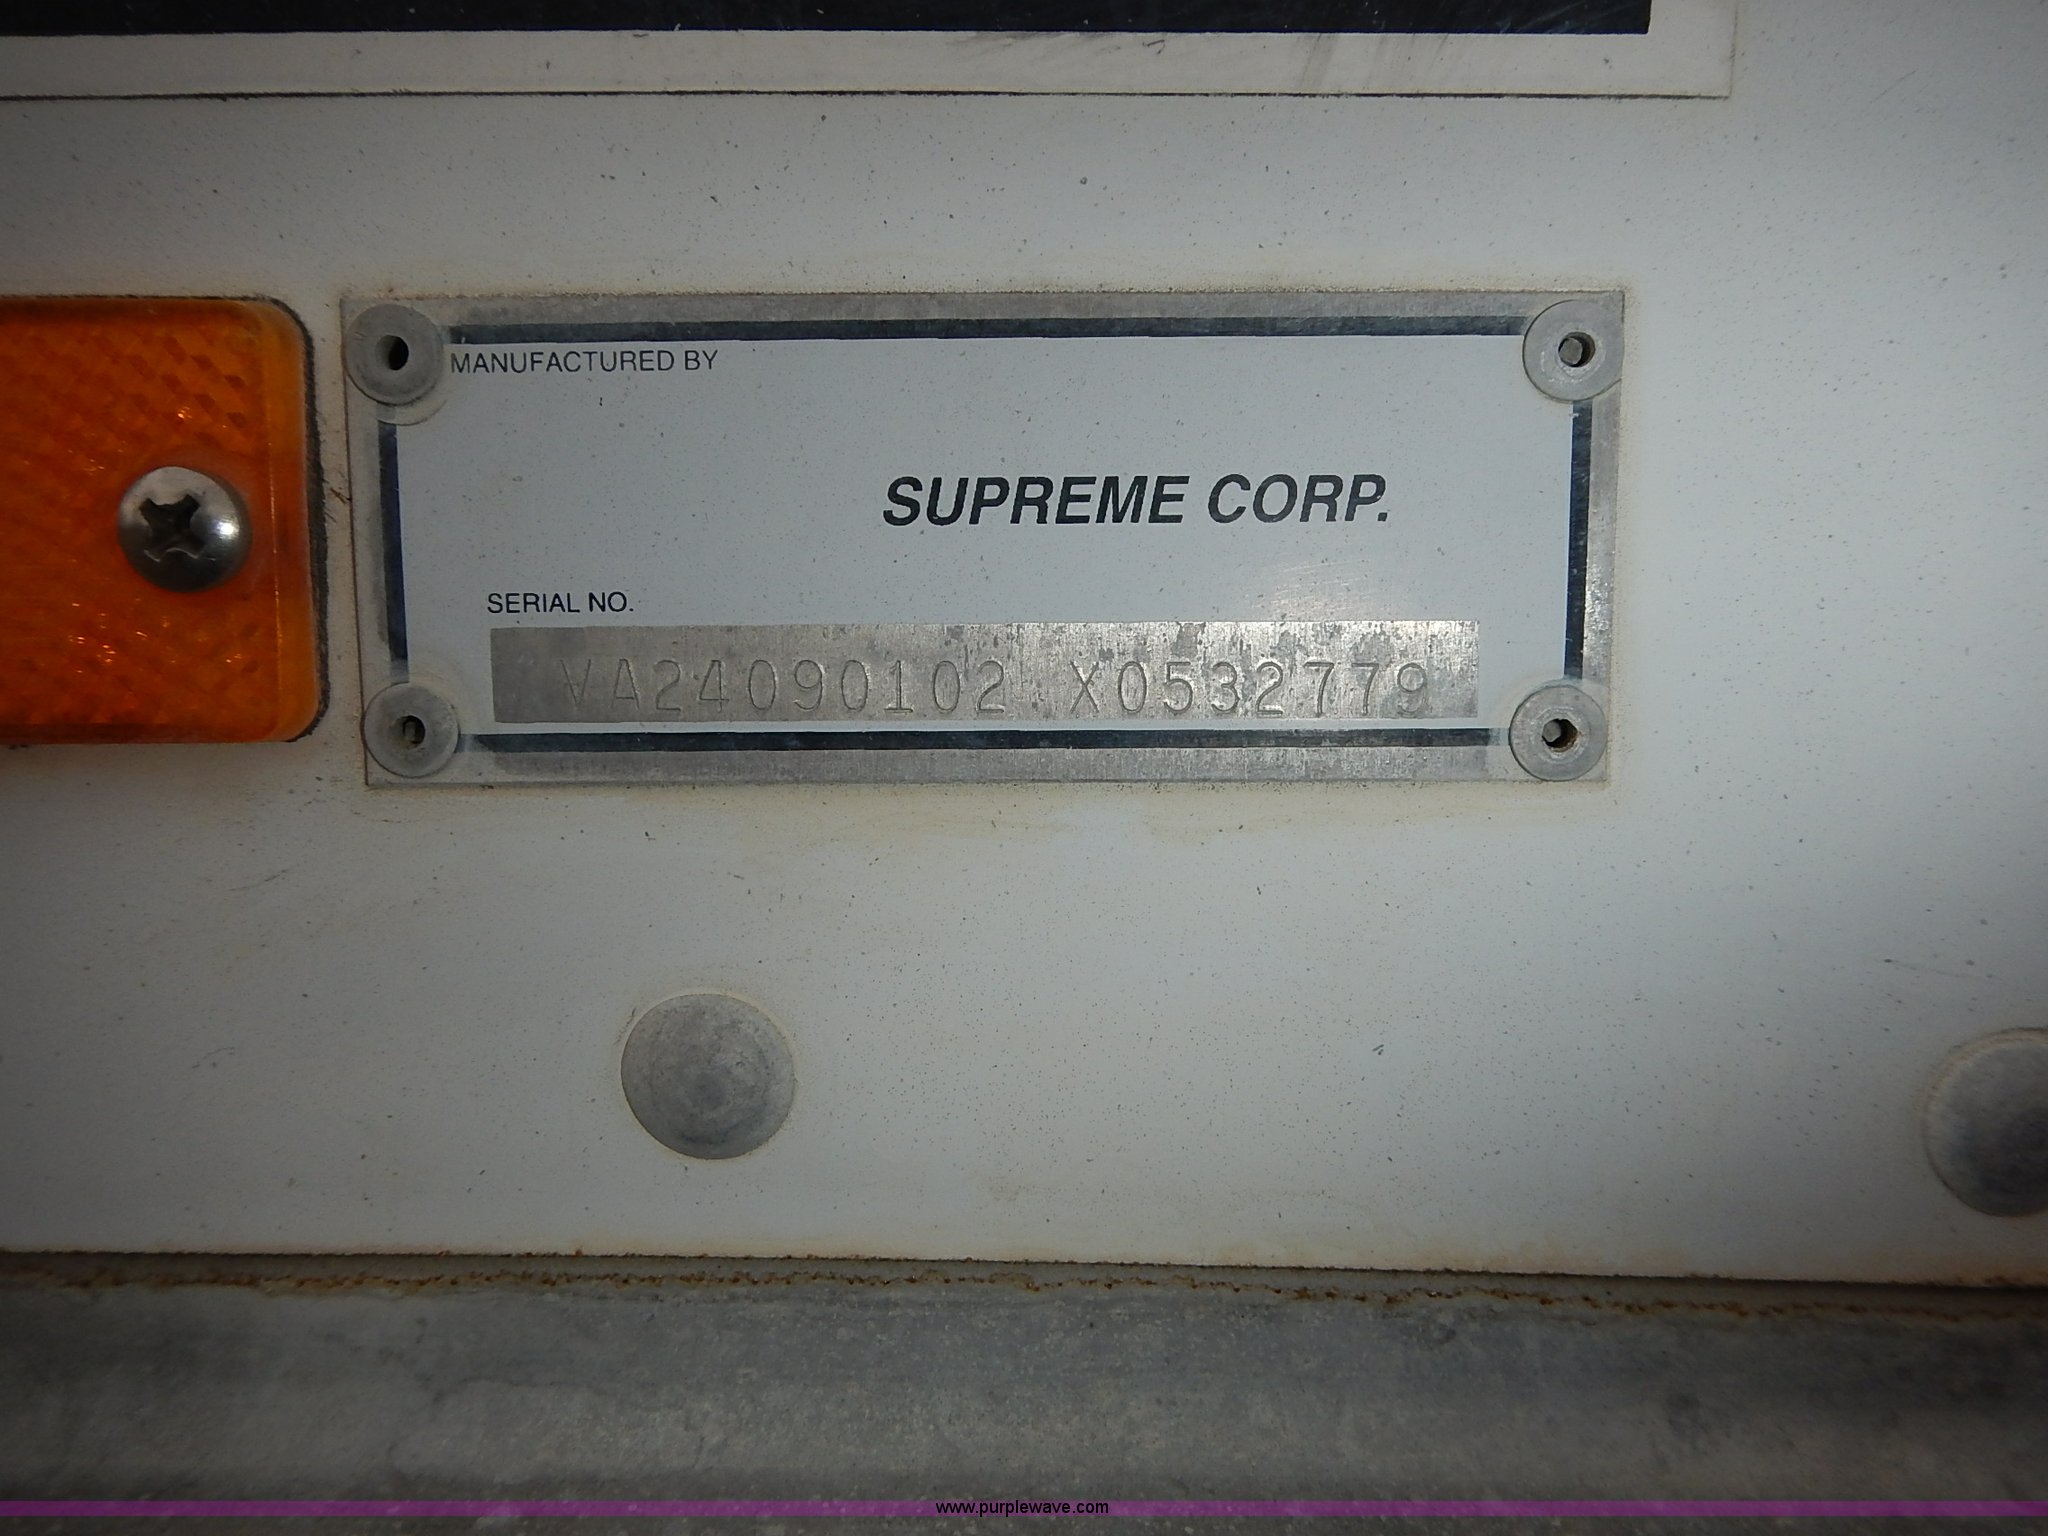 MANUFACTURED BY
SUPREME CORP.
SERIAL NO.
VA24090102 X0532779
www.purplewave.com